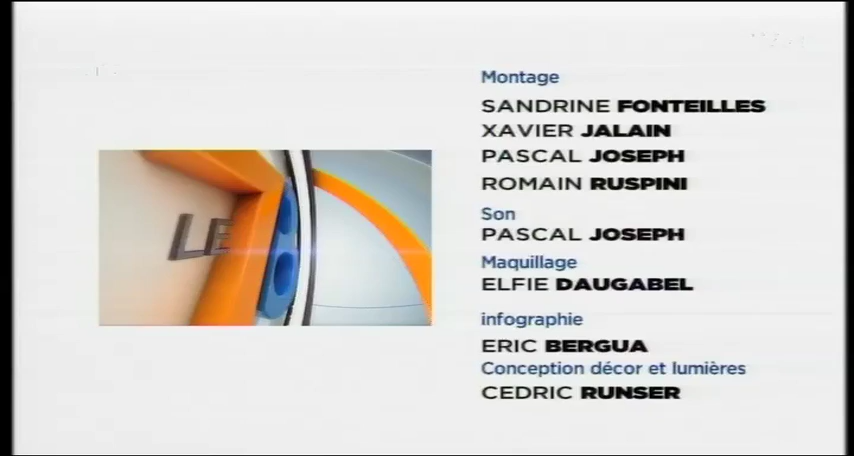 Montage
SANDRINE FONTEILLES
XAVIER JALAIN
PASCAL JOSEPH
ROMAIN RUSPINI
Son
PASCAL JOSEPH
Maquillage
ELFIE DAUGABEL
infographie
ERIC BERGUA
Conception décor et lumières
CEDRIC RUNSER
LE